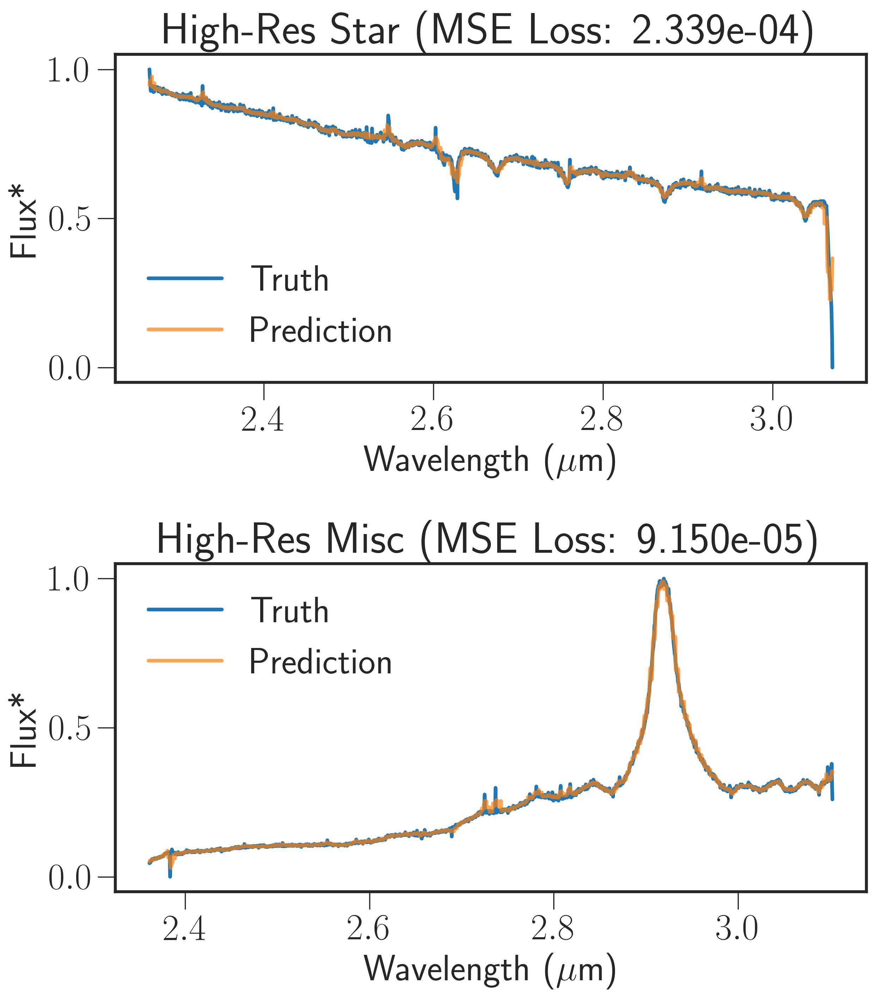 High-Res Star (MSE Loss: 2.339e-04)
1.0
0.5
0.0
Flux*
Truth
Prediction
2.4 2.6 2.8 3.0
Wavelength (μm)
High-Res Misc (MSE Loss: 9.150e-05)
1.0
0.5
0.0
Flux*
Truth
Prediction
2.4 2.6 2.8 3.0
Wavelength (μm)